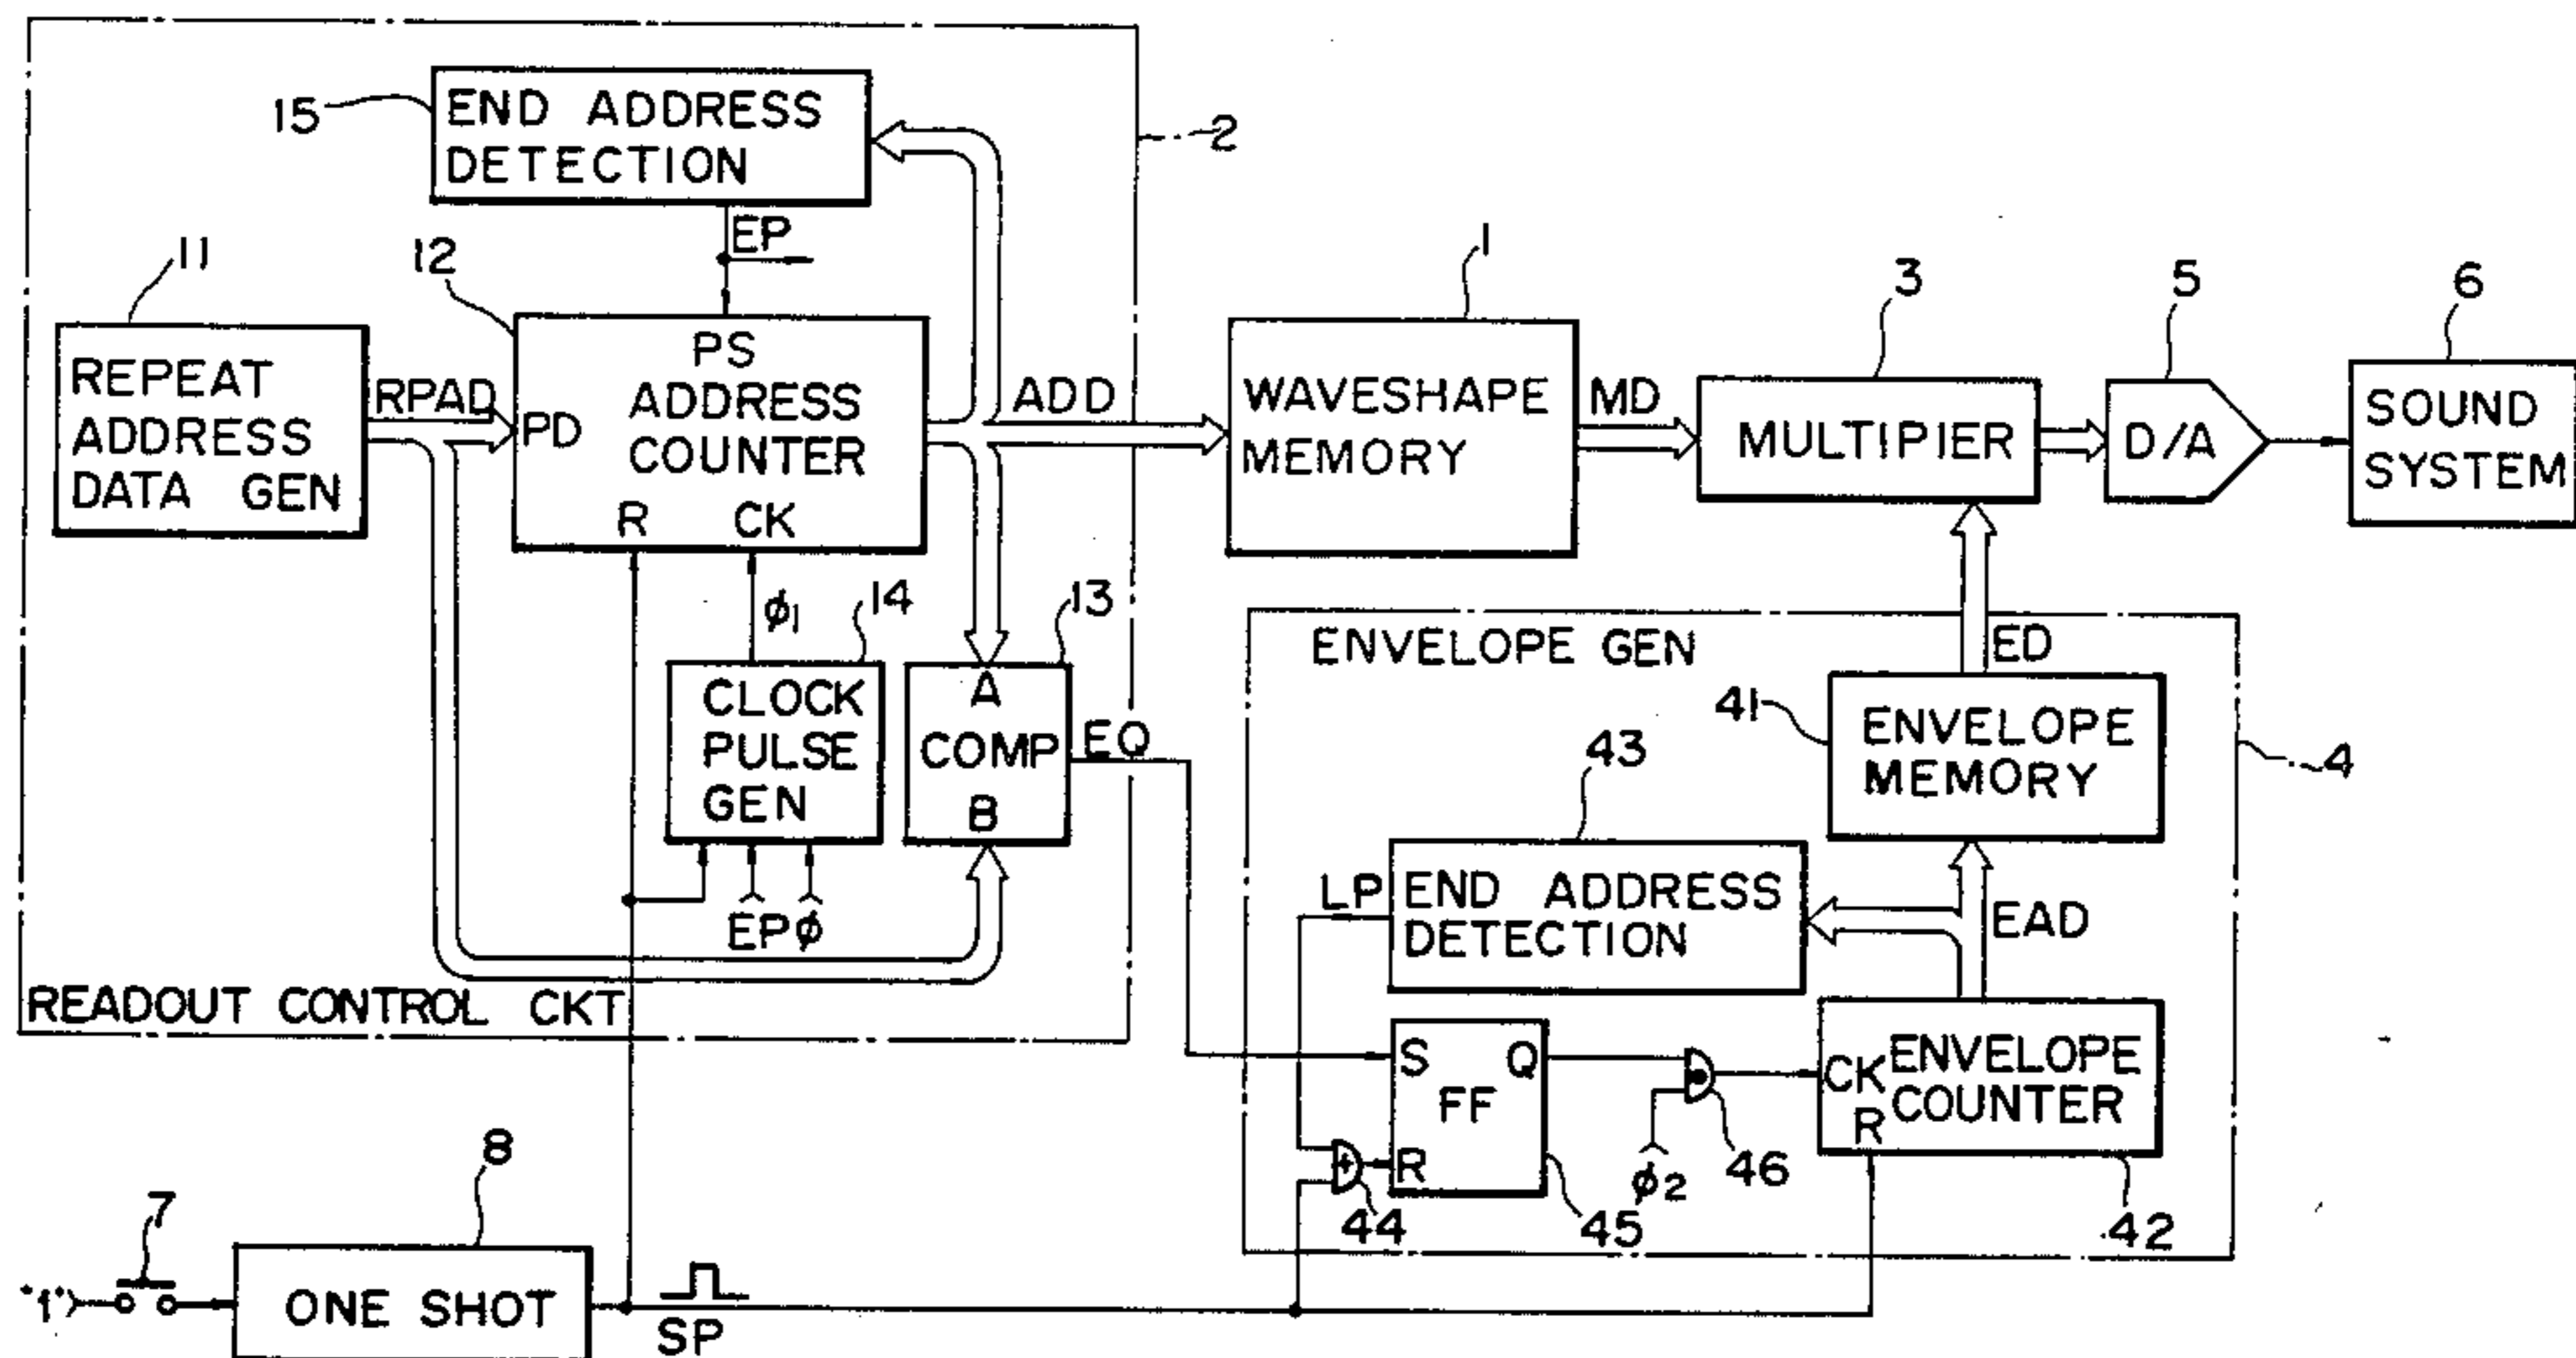 15
END ADDRESS
DETECTION
2
EP
11
12
1
3
5
6
REPEAT
ADDRESS
DATA GEN
RPAD
PS
PD
ADDRESS
COUNTER
R
CK
ADD
WAVESHAPE
MEMORY
MD
MULTIPIER
D/A
SOUND
SYSTEM
ϕ1
14
13
CLOCK
PULSE
GEN
A
COMP
B
EQ
EP ϕ
READOUT CONTROL CKT
ENVELOPE GEN
ED
41
ENVELOPE
MEMORY
4
43
LP
END ADDRESS
DETECTION
EAD
S
Q
FF
R
CK
ENVELOPE
COUNTER
R
ϕ2
46
44
45
42
7
8
"1"
ONE SHOT
SP